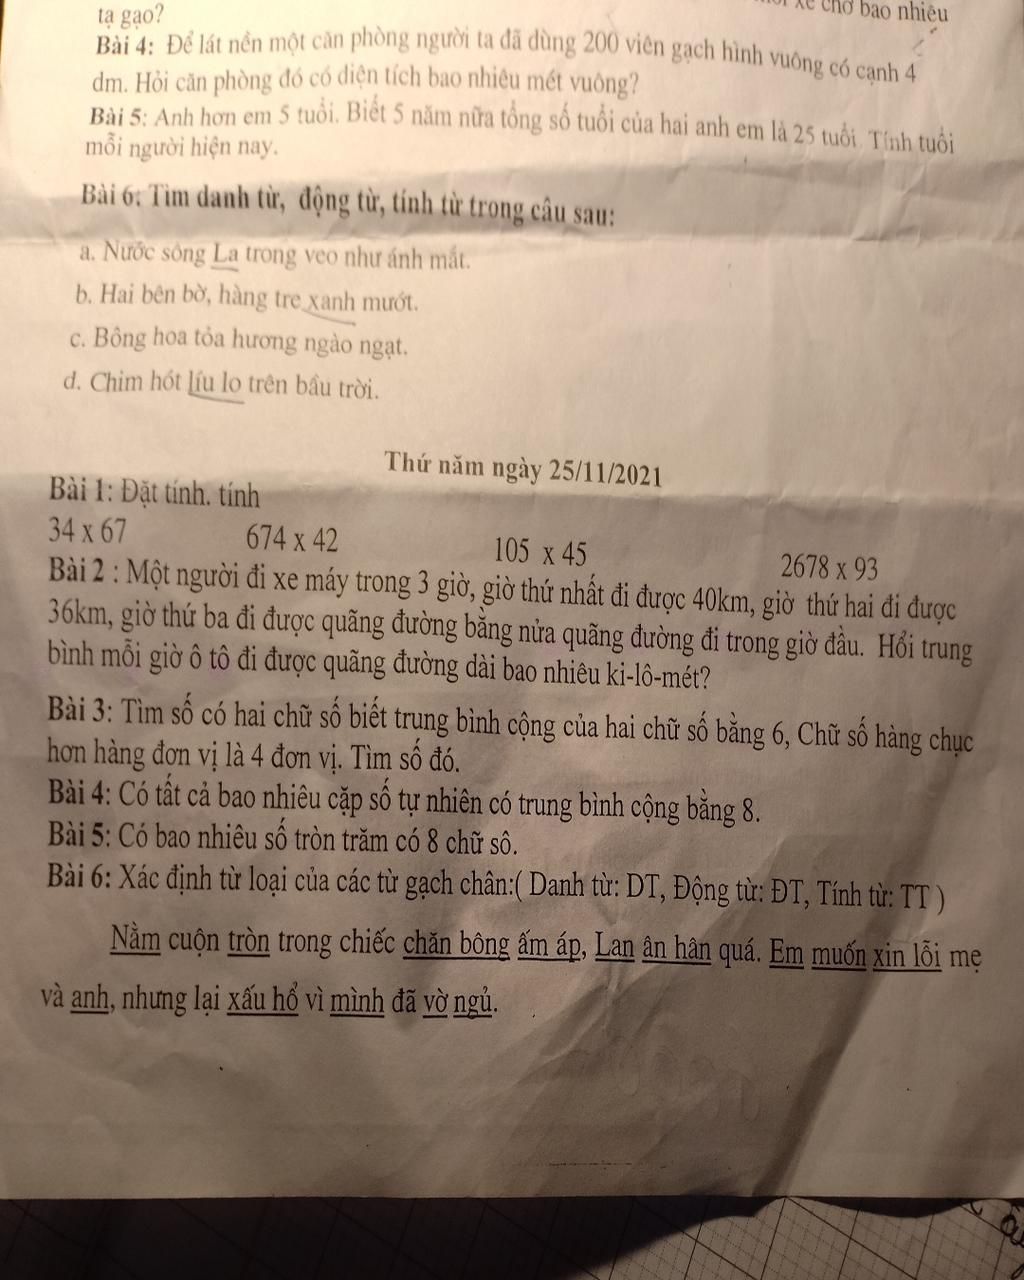 xe chở bao nhiêu
tạ gạo?
Bài 4: Để lát nền một căn phòng người ta đã dùng 200 viên gạch hình vuông có cạnh 4
dm. Hỏi căn phòng đó có diện tích bao nhiêu mét vuông?
Bài 5: Anh hơn em 5 tuổi. Biết 5 năm nữa tổng số tuổi của hai anh em là 25 tuổi. Tính tuổi
mỗi người hiện nay.
Bài 6: Tìm danh từ, động từ, tính từ trong câu sau:
a. Nước sông La trong veo như ánh mắt.
b. Hai bên bờ, hàng tre xanh mướt.
c. Bông hoa tỏa hương ngào ngạt.
d. Chim hót líu lo trên bầu trời.
Thứ năm ngày 25/11/2021
Bài 1: Đặt tính. tính
34 x 67 674 x 42 105 x 45 2678 x 93
Bài 2 : Một người đi xe máy trong 3 giờ, giờ thứ nhất đi được 40km, giờ thứ hai đi được
36km, giờ thứ ba đi được quãng đường bằng nửa quãng đường đi trong giờ đầu. Hổi trung
bình mỗi giờ ô tô đi được quãng đường dài bao nhiêu ki-lô-mét?
Bài 3: Tìm số có hai chữ số biết trung bình cộng của hai chữ số bằng 6, Chữ số hàng chục
hơn hàng đơn vị là 4 đơn vị. Tìm số đó.
Bài 4: Có tất cả bao nhiêu cặp số tự nhiên có trung bình cộng bằng 8.
Bài 5: Có bao nhiêu số tròn trăm có 8 chữ sô.
Bài 6: Xác định từ loại của các từ gạch chân:( Danh từ: DT, Động từ: ĐT, Tính từ: TT )
Nằm cuộn tròn trong chiếc chăn bông ấm áp, Lan ân hận quá. Em muốn xin lỗi mẹ
và anh, nhưng lại xấu hổ vì mình đã vờ ngủ.